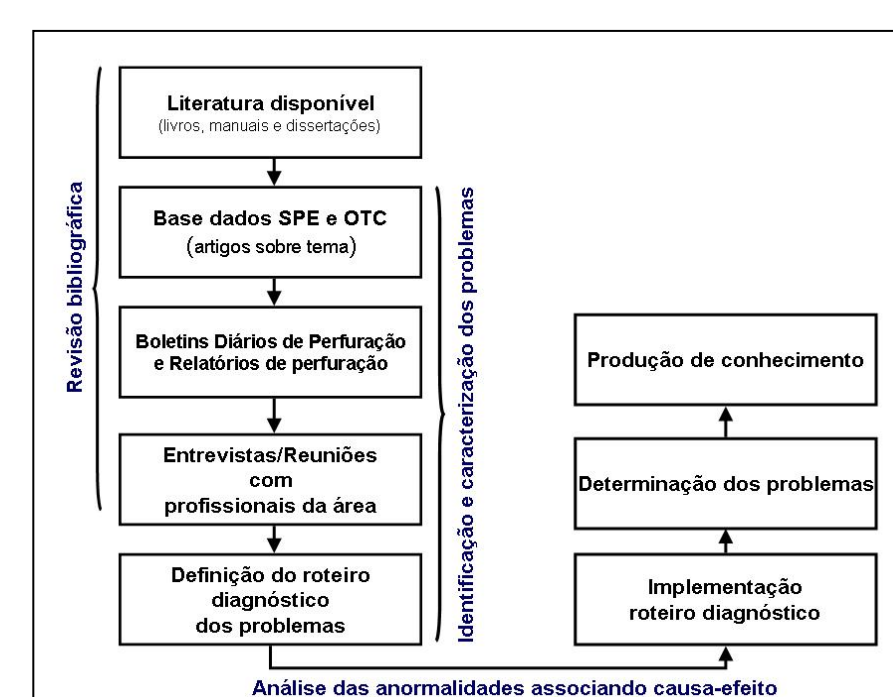 Revisão bibliográfica
Literatura disponível
(livros, manuais e dissertações)
Base dados SPE e OTC
(artigos sobre tema)
Boletins Diários de Perfuração
e Relatórios de perfuração
Entrevistas/Reuniões
com
profissionais da área
Definição do roteiro
diagnóstico
dos problemas
Identificação e caracterização dos problemas
Análise das anormalidades associando causa-efeito
Implementação
roteiro diagnóstico
Determinação dos problemas
Produção de conhecimento